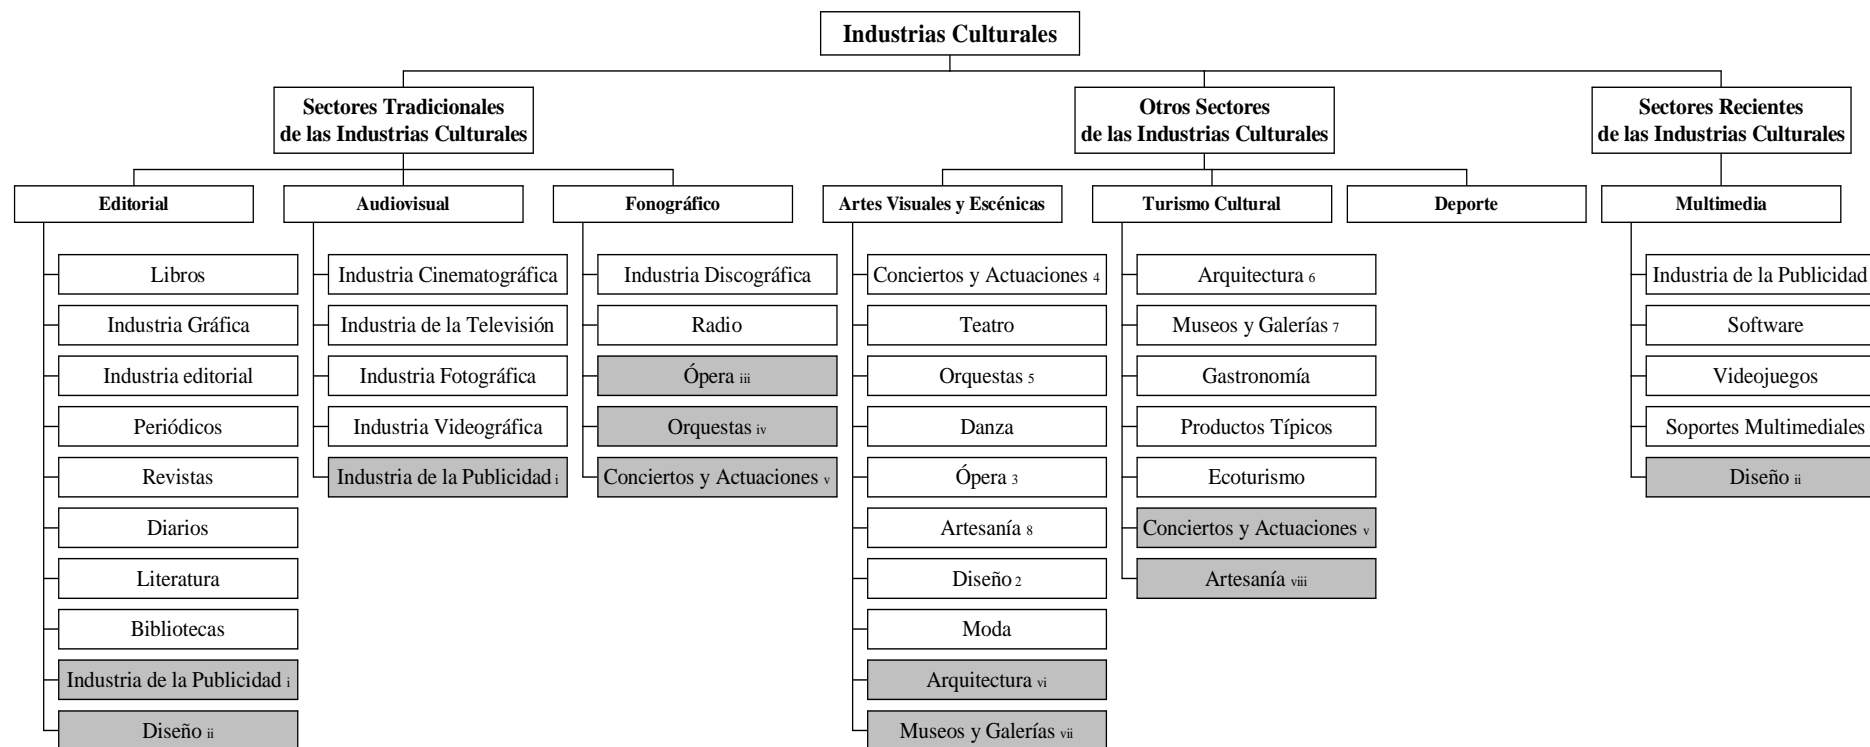 Industrias Culturales
Sectores Tradicionales
de las Industrias Culturales
Otros Sectores
de las Industrias Culturales
Sectores Recientes
de las Industrias Culturales
Editorial
Audiovisual
Fonográfico
Artes Visuales y Escénicas
Turismo Cultural
Deporte
Multimedia
Libros
Industria Gráfica
Industria editorial
Periódicos
Revistas
Diarios
Literatura
Bibliotecas
Industria de la Publicidad i
Diseño ii
Industria Cinematográfica
Industria de la Televisión
Industria Fotográfica
Industria Videográfica
Industria de la Publicidad i
Industria Discográfica
Radio
Ópera iii
Orquestas iv
Conciertos y Actuaciones v
Conciertos y Actuaciones 4
Teatro
Orquestas 5
Danza
Ópera 3
Artesanía 8
Diseño 2
Moda
Arquitectura vi
Museos y Galerías vii
Arquitectura 6
Museos y Galerías 7
Gastronomía
Productos Típicos
Ecoturismo
Conciertos y Actuaciones v
Artesanía viii
Industria de la Publicidad
Software
Videojuegos
Soportes Multimediales
Diseño ii